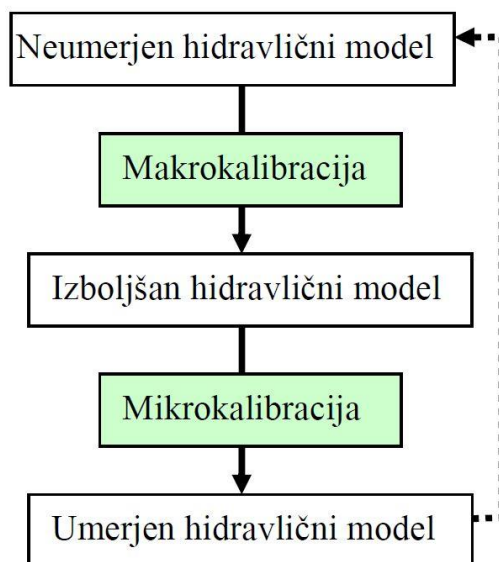 Neumerjen hidravlični model
Makrokalibracija
Izboljšan hidravlični model
Mikrokalibracija
Umerjen hidravlični model